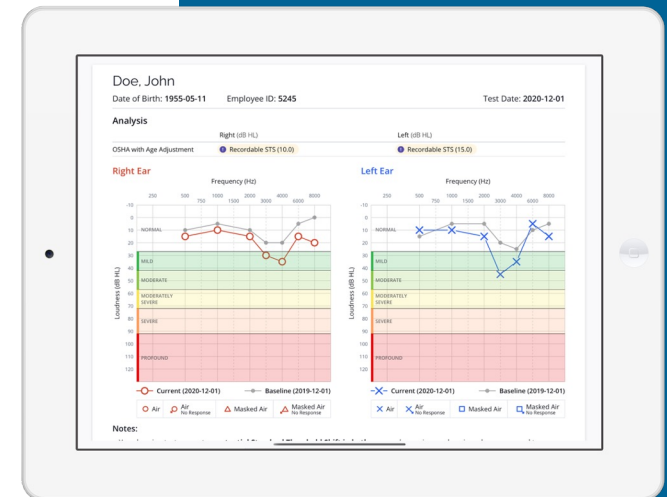 Doe, John
Date of Birth: 1955-05-11 Employee ID: 5245 Test Date: 2020-12-01
Analysis
Right (dB HL) Left (dB HL)
OSHA with Age Adjustment Recordable STS (10.0) Recordable STS (15.0)
Right Ear
Frequency (Hz)
250 500 1000 2000 4000 8000
750 1500 3000 6000
-10
0
10 NORMAL
20
30
MILD
40
50 MODERATE
60 MODERATELY
70 SEVERE
80 SEVERE
90
100
110 PROFOUND
120
Loudness (dB HL)
Current (2020-12-01) Baseline (2019-12-01)
Air Air No Response Masked Air Masked Air No Response
Left Ear
Frequency (Hz)
250 500 1000 2000 4000 8000
750 1500 3000 6000
-10
0
10 NORMAL
20
30
MILD
40
50 MODERATE
60 MODERATELY
70 SEVERE
80 SEVERE
90
100
110 PROFOUND
120
Loudness (dB HL)
Current (2020-12-01) Baseline (2019-12-01)
Air Air No Response Masked Air Masked Air No Response
Notes: